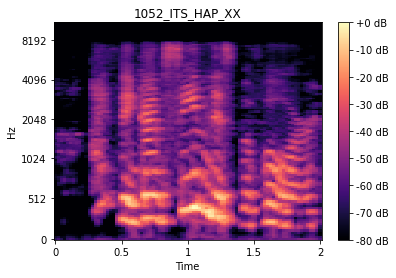 1052_ITS_HAP_XX
8192
4096
2048
1024
512
0
Hz
0
0.5
1
1.5
2
Time
+0 dB
-10 dB
-20 dB
-30 dB
-40 dB
-50 dB
-60 dB
-70 dB
-80 dB